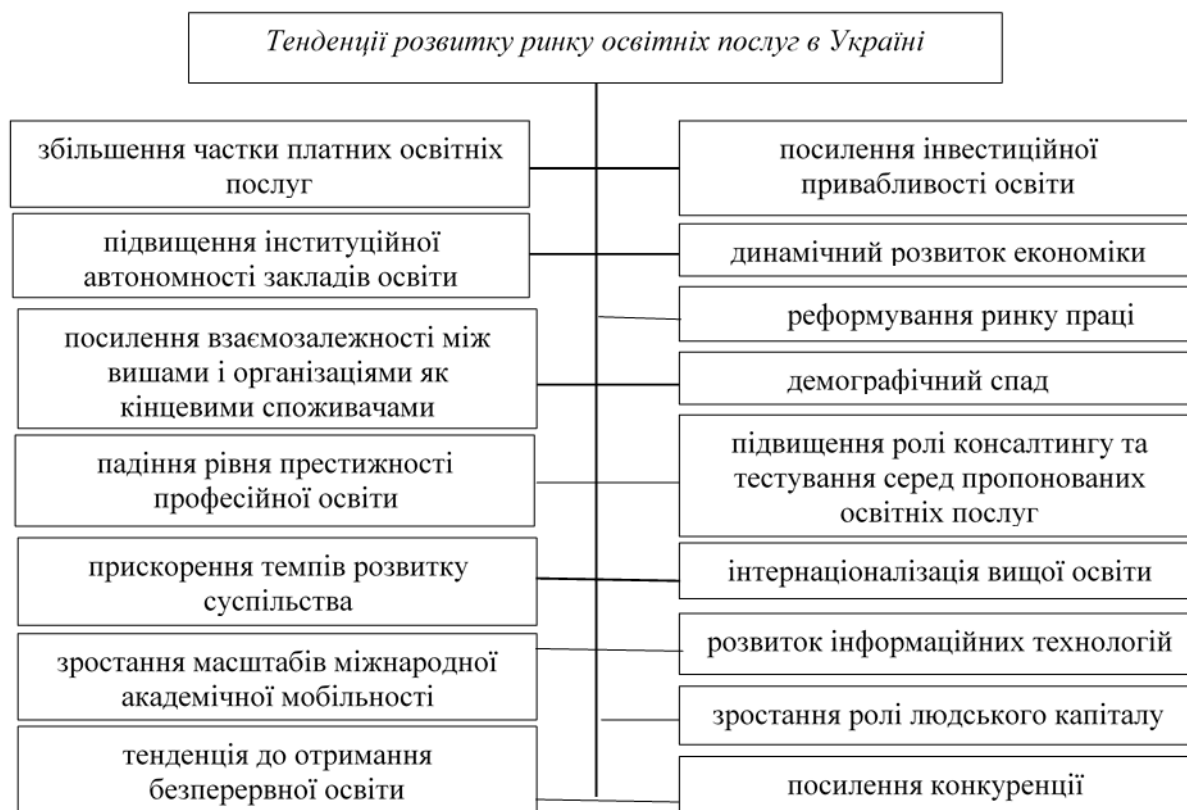 Тенденції розвитку ринку освітніх послуг в Україні
збільшення частки платних освітніх
послуг
підвищення інституційної
автономності закладів освіти
посилення взаємозалежності між
вишами і організаціями як
кінцевими споживачами
падіння рівня престижності
професійної освіти
прискорення темпів розвитку
суспільства
зростання масштабів міжнародної
академічної мобільності
тенденція до отримання
безперервної освіти
посилення інвестиційної
привабливості освіти
динамічний розвиток економіки
реформування ринку праці
демографічний спад
підвищення ролі консалтингу та
тестування серед пропонованих
освітніх послуг
інтернаціоналізація вищої освіти
розвиток інформаційних технологій
зростання ролі людського капіталу
посилення конкуренції